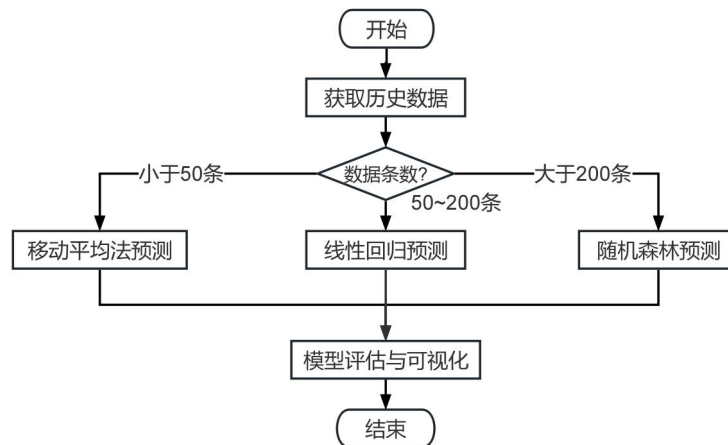 开始
获取历史数据
数据条数?
小于50条
50~200条
大于200条
移动平均法预测
线性回归预测
随机森林预测
模型评估与可视化
结束